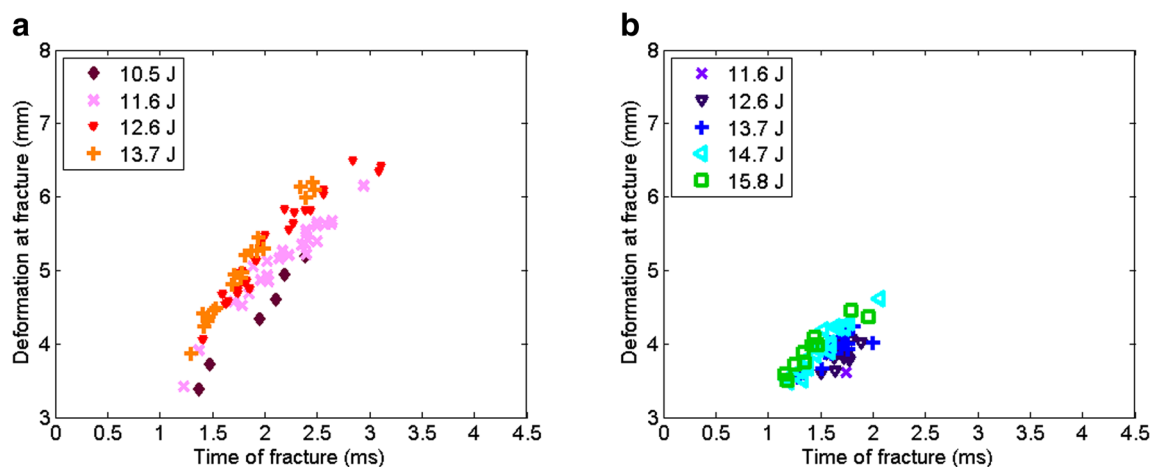 a
8
7
6
5
4
3
Deformation at fracture (mm)
10.5 J
11.6 J
12.6 J
13.7 J
0 0.5 1 1.5 2 2.5 3 3.5 4 4.5
Time of fracture (ms)
b
8
7
6
5
4
3
Deformation at fracture (mm)
11.6 J
12.6 J
13.7 J
14.7 J
15.8 J
0 0.5 1 1.5 2 2.5 3 3.5 4 4.5
Time of fracture (ms)